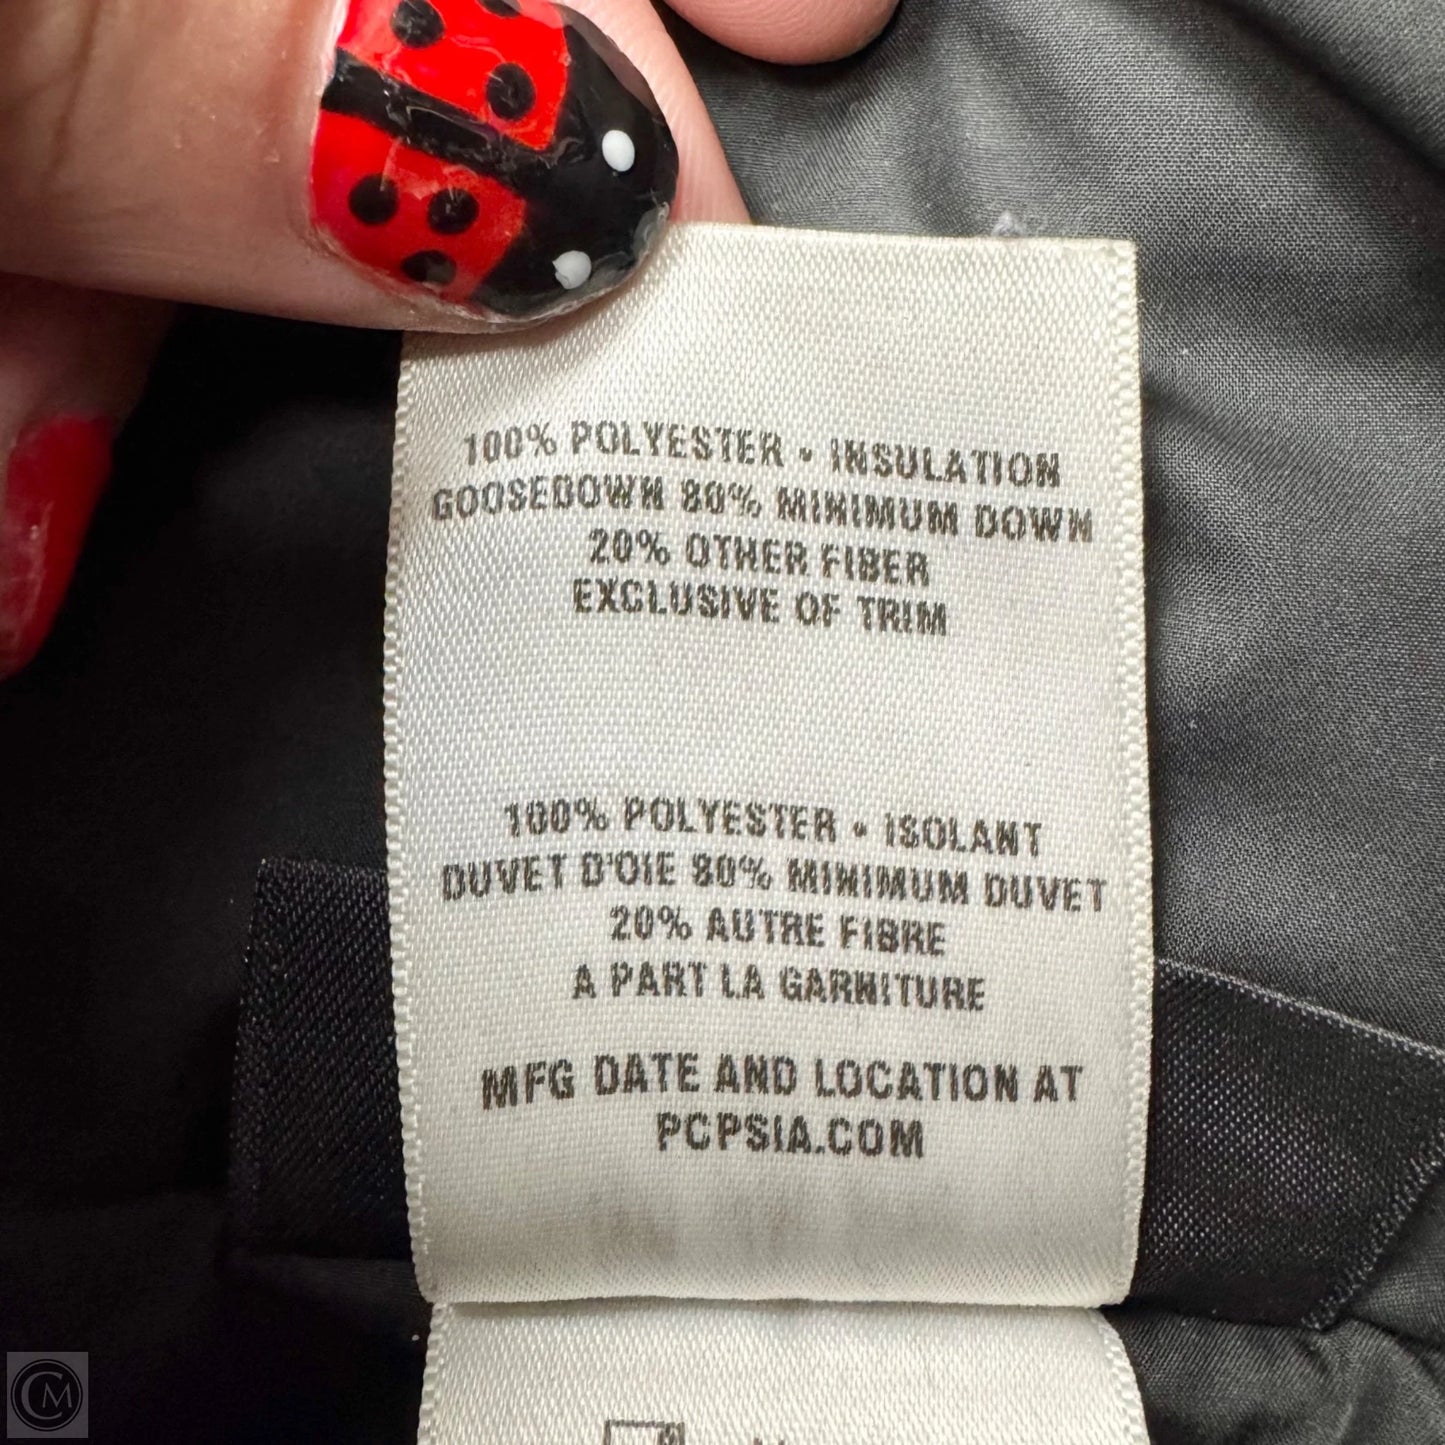 100% POLYESTER • INSULATION
GOOSEDOWN 80% MINIMUM DOWN
20% OTHER FIBER
EXCLUSIVE OF TRIM
100% POLYESTER • ISOLANT
DUVET D'OIE 80% MINIMUM DUVET
20% AUTRE FIBRE
A PART LA GARNITURE
MFG DATE AND LOCATION AT
PCPSIA.COM
CM